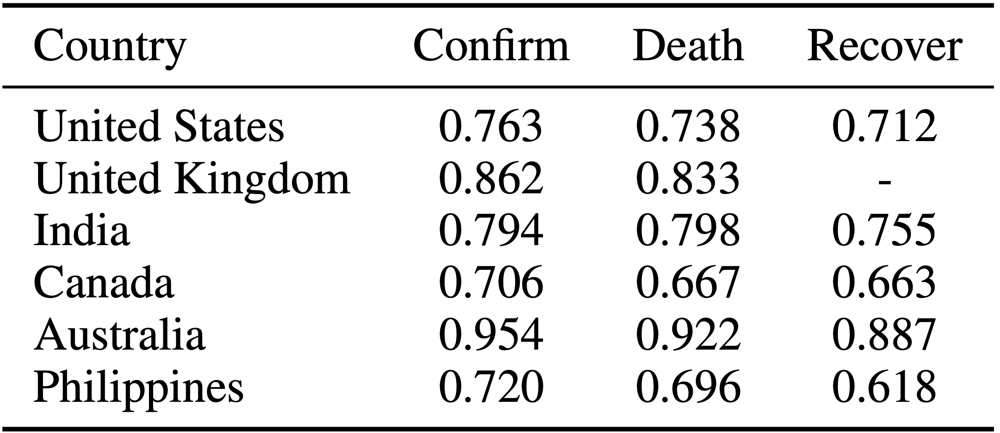 Country Confirm Death Recover
United States 0.763 0.738 0.712
United Kingdom 0.862 0.833 -
India 0.794 0.798 0.755
Canada 0.706 0.667 0.663
Australia 0.954 0.922 0.887
Philippines 0.720 0.696 0.618